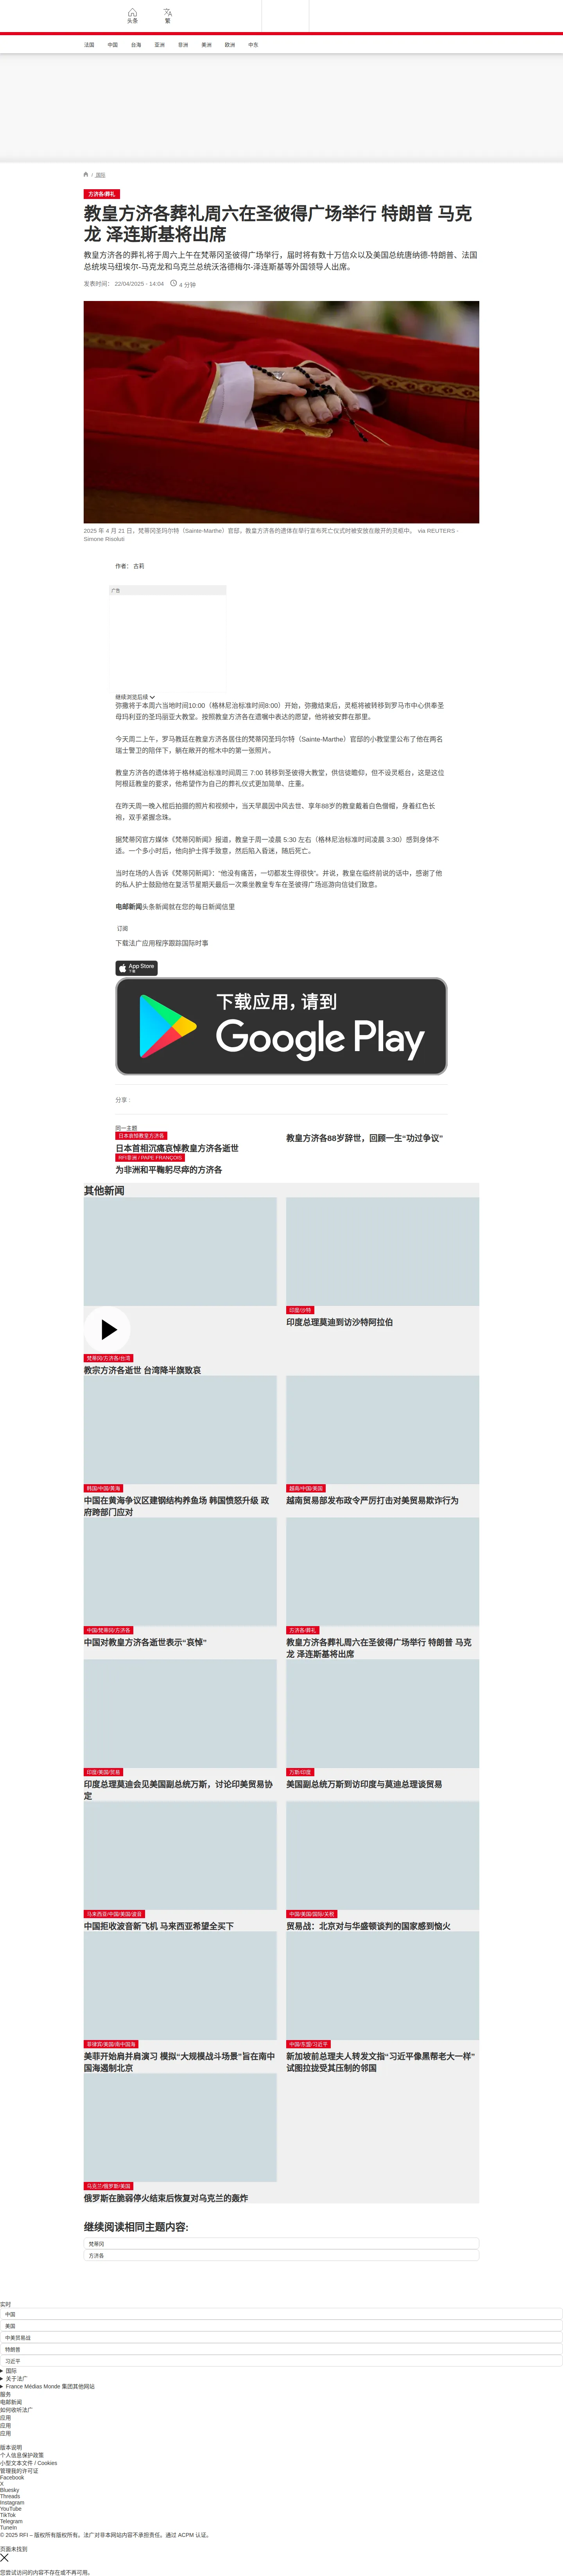 头条
繁
法国
中国
台海
亚洲
非洲
美洲
欧洲
中东
/ 国际
方济各/葬礼
教皇方济各葬礼周六在圣彼得广场举行 特朗普 马克
龙 泽连斯基将出席
教皇方济各的葬礼将于周六上午在梵蒂冈圣彼得广场举行，届时将有数十万信众以及美国总统唐纳德-特朗普、法国
总统埃马纽埃尔-马克龙和乌克兰总统沃洛德梅尔-泽连斯基等外国领导人出席。
发表时间： 22/04/2025 - 14:04
4 分钟
2025 年 4 月 21 日，梵蒂冈圣玛尔特（Sainte-Marthe）官邸，教皇方济各的遗体在举行宣布死亡仪式时被安放在敞开的灵柩中。 via REUTERS -
Simone Risoluti
作者： 古莉
广告
继续浏览后续
弥撒将于本周六当地时间10:00（格林尼治标准时间8:00）开始，弥撒结束后，灵柩将被转移到罗马市中心供奉圣
母玛利亚的圣玛丽亚大教堂。按照教皇方济各在遗嘱中表达的愿望，他将被安葬在那里。
今天周二上午，罗马教廷在教皇方济各居住的梵蒂冈圣玛尔特（Sainte-Marthe）官邸的小教堂里公布了他在两名
瑞士警卫的陪伴下，躺在敞开的棺木中的第一张照片。
教皇方济各的遗体将于格林威治标准时间周三 7:00 转移到圣彼得大教堂，供信徒瞻仰，但不设灵柩台，这是这位
阿根廷教皇的要求，他希望作为自己的葬礼仪式更加简单、庄重。
在昨天周一晚入棺后拍摄的照片和视频中，当天早晨因中风去世、享年88岁的教皇戴着白色僧帽，身着红色长
袍，双手紧握念珠。
据梵蒂冈官方媒体《梵蒂冈新闻》报道，教皇于周一凌晨 5:30 左右（格林尼治标准时间凌晨 3:30）感到身体不
适。一个多小时后，他向护士挥手致意，然后陷入昏迷，随后死亡。
当时在场的人告诉《梵蒂冈新闻》：“他没有痛苦，一切都发生得很快”。并说，教皇在临终前说的话中，感谢了他
的私人护士鼓励他在复活节星期天最后一次乘坐教皇专车在圣彼得广场巡游向信徒们致意。
电邮新闻头条新闻就在您的每日新闻信里
订阅
下载法广应用程序跟踪国际时事
App Store
下载
下载应用，请到
Google Play
分享 :
同一主题
日本哀悼教皇方济各
日本首相沉痛哀悼教皇方济各逝世
教皇方济各88岁辞世，回顾一生“功过争议”
RFI非洲 / PAPE FRANÇOIS
为非洲和平鞠躬尽瘁的方济各
其他新闻
梵蒂冈/方济各/台湾
教宗方济各逝世 台湾降半旗致哀
印度/沙特
印度总理莫迪到访沙特阿拉伯
韩国/中国/黄海
中国在黄海争议区建钢结构养鱼场 韩国愤怒升级 政
府跨部门应对
越南/中国/美国
越南贸易部发布政令严厉打击对美贸易欺诈行为
中国/梵蒂冈/方济各
中国对教皇方济各逝世表示“哀悼”
方济各/葬礼
教皇方济各葬礼周六在圣彼得广场举行 特朗普 马克
龙 泽连斯基将出席
印度/美国/贸易
印度总理莫迪会见美国副总统万斯，讨论印美贸易协
定
万斯/印度
美国副总统万斯到访印度与莫迪总理谈贸易
马来西亚/中国/美国/波音
中国拒收波音新飞机 马来西亚希望全买下
中国/美国/国际/关税
贸易战：北京对与华盛顿谈判的国家感到恼火
菲律宾/美国/南中国海
美菲开始肩并肩演习 模拟“大规模战斗场景”旨在南中
国海遏制北京
中国/东盟/习近平
新加坡前总理夫人转发文指“习近平像黑帮老大一样”
试图拉拢受其压制的邻国
乌克兰/俄罗斯/美国
俄罗斯在脆弱停火结束后恢复对乌克兰的轰炸
继续阅读相同主题内容:
梵蒂冈
方济各
实时
中国
美国
中美贸易战
特朗普
习近平
国际
关于法广
France Médias Monde 集团其他网站
服务
电邮新闻
如何收听法广
应用
应用
应用
版本说明
个人信息保护政策
小型文本文件 / Cookies
管理我的许可证
Facebook
X
Bluesky
Threads
Instagram
YouTube
TikTok
Telegram
TuneIn
© 2025 RFI – 版权所有版权所有。法广对非本网站内容不承担责任。通过 ACPM 认证。
页面未找到
您尝试访问的内容不存在或不再可用。